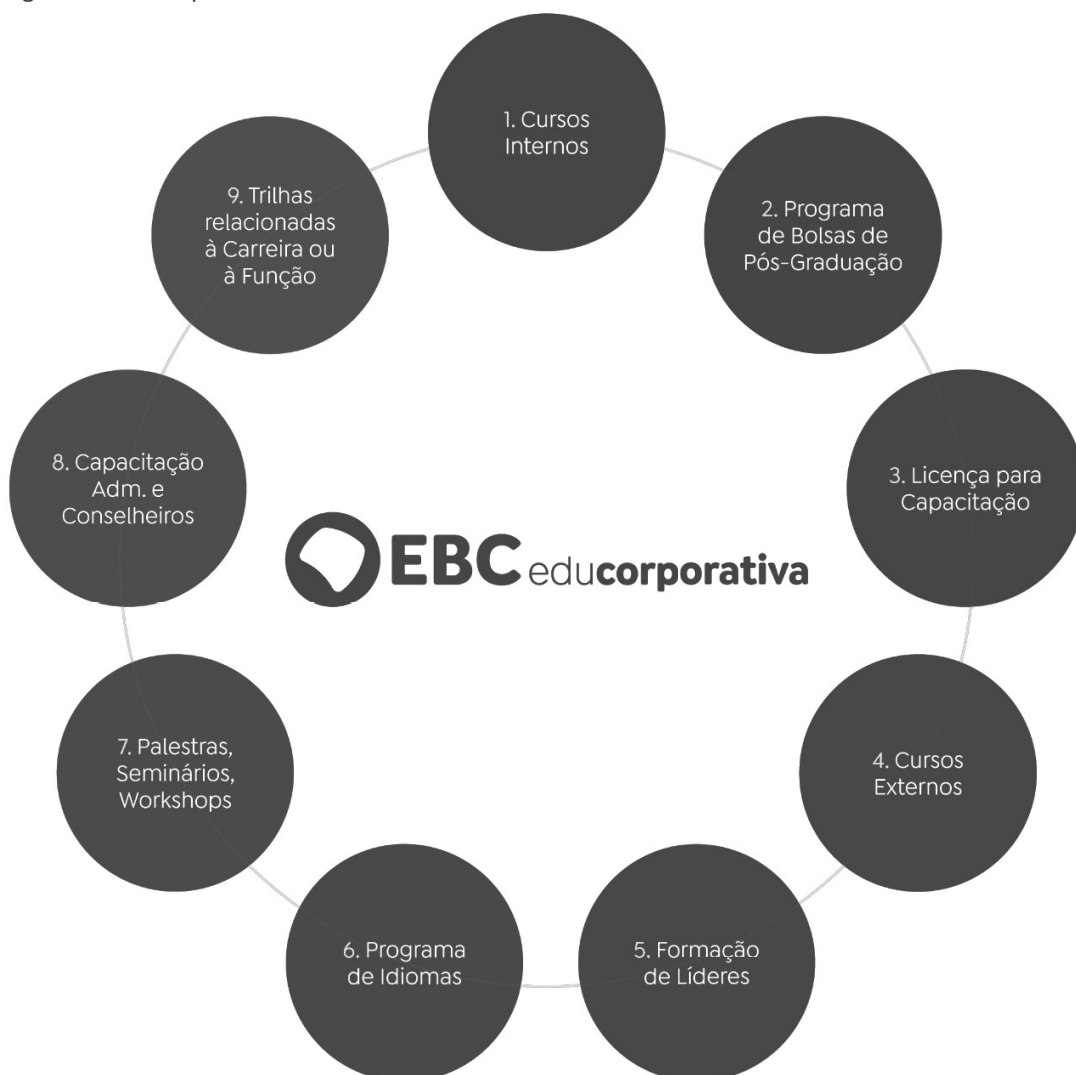 1. Cursos
Internos
2. Programa
de Bolsas de
Pós-Graduação
3. Licença para
Capacitação
4. Cursos
Externos
5. Formação
de Líderes
6. Programa
de Idiomas
7. Palestras,
Seminários,
Workshops
8. Capacitação
Adm. e
Conselheiros
9. Trilhas
relacionadas
à Carreira ou
à Função
EBC educorporativa